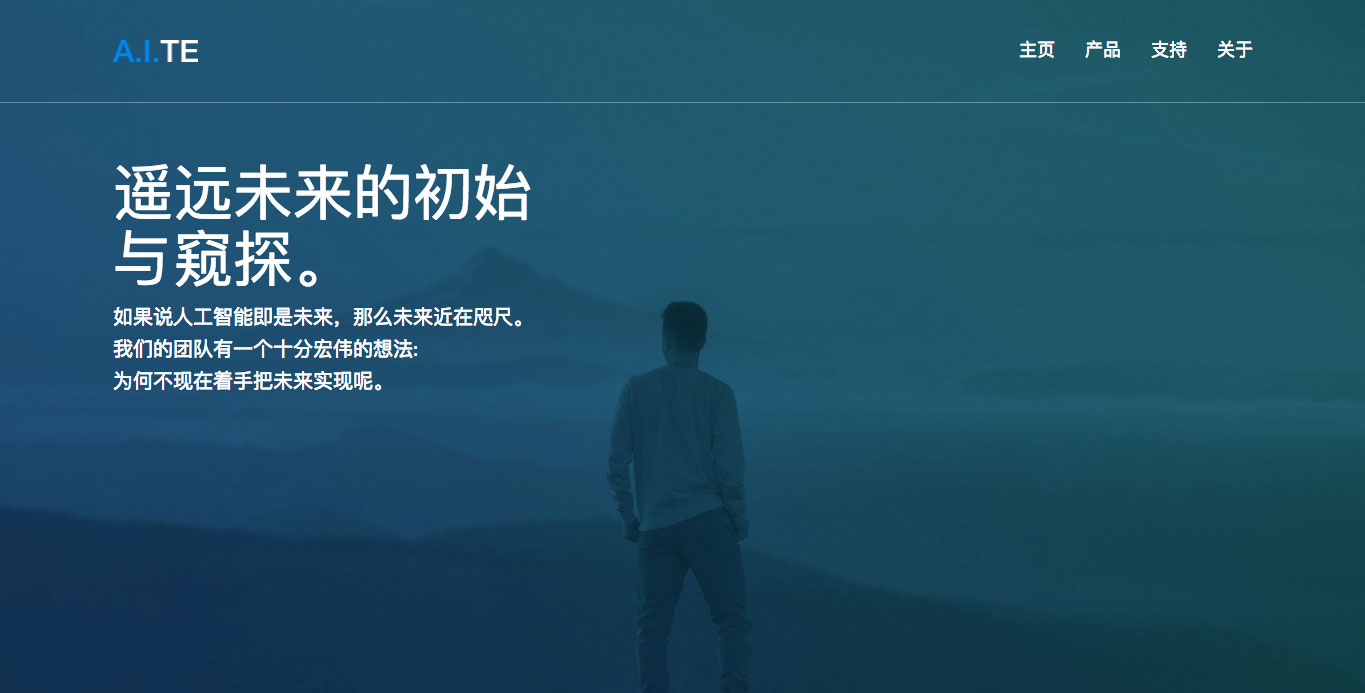 A.I.TE
主页 产品 支持 关于
遥远未来的初始
与窥探。
如果说人工智能即是未来，那么未来近在咫尺。
我们的团队有一个十分宏伟的想法:
为何不现在着手把未来实现呢。